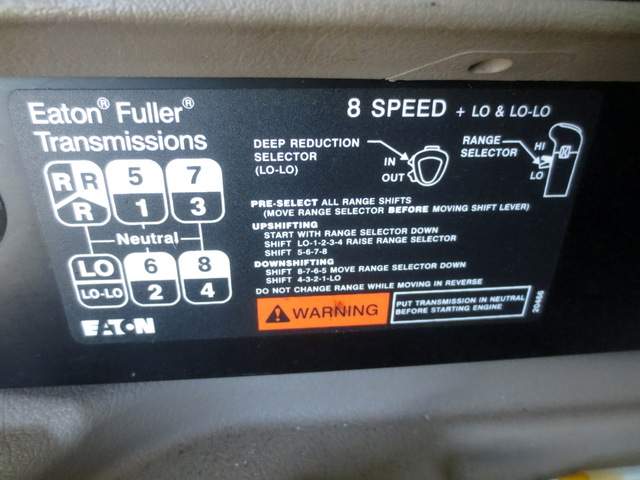 Eaton® Fuller®
Transmissions
8 SPEED + LO & LO-LO
R R 5 7
R 1 3
Neutral
LO 6 8
LO-LO 2 4
EATON
DEEP REDUCTION
SELECTOR
(LO-LO)
IN
OUT
RANGE
SELECTOR
HI
LO
PRE-SELECT ALL RANGE SHIFTS
(MOVE RANGE SELECTOR BEFORE MOVING SHIFT LEVER)
UPSHIFTING
START WITH RANGE SELECTOR DOWN
SHIFT LO-1-2-3-4 RAISE RANGE SELECTOR
SHIFT 5-6-7-8
DOWNSHIFTING
SHIFT 8-7-6-5 MOVE RANGE SELECTOR DOWN
SHIFT 4-3-2-1-LO
DO NOT CHANGE RANGE WHILE MOVING IN REVERSE
WARNING
PUT TRANSMISSION IN NEUTRAL
BEFORE STARTING ENGINE
20466